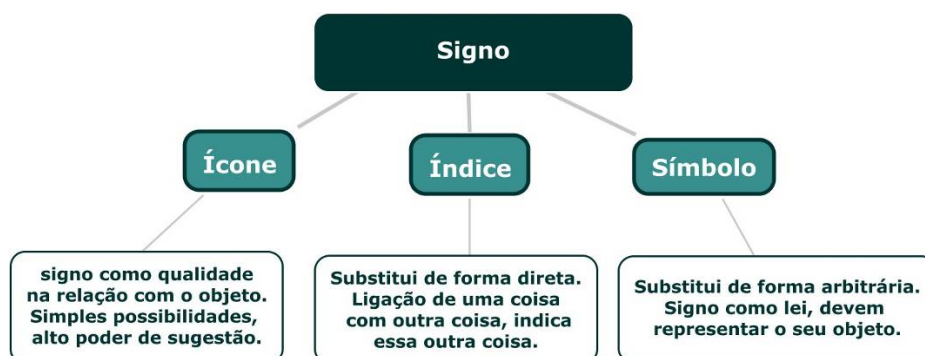 Signo
Ícone
Índice
Símbolo
signo como qualidade
na relação com o objeto.
Simples possibilidades,
alto poder de sugestão.
Substitui de forma direta.
Ligação de uma coisa
com outra coisa, indica
essa outra coisa.
Substitui de forma arbitrária.
Signo como lei, devem
representar o seu objeto.